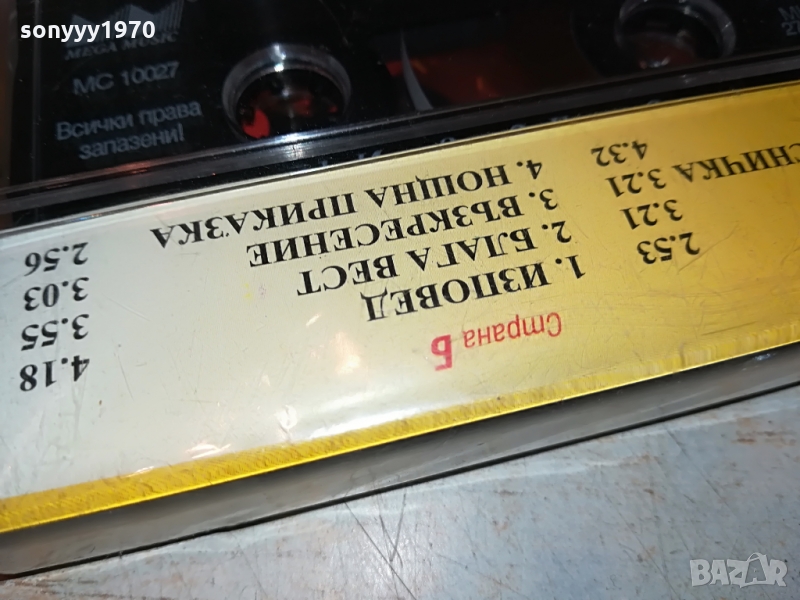 sonyyy1970
MEGA MUSIC
MC 10027
Всички права
запазени!
Страна Б
1. ИЗПОВЕД 4.18
2. БЛАГА ВЕСТ 3.55
3. ВЪЗКРЕСЕНИЕ 3.03
4. НОЩНА ПРИКАЗКА 2.56
2.53
3.21
СНИЧКА 3.21
4.32
BAZAR